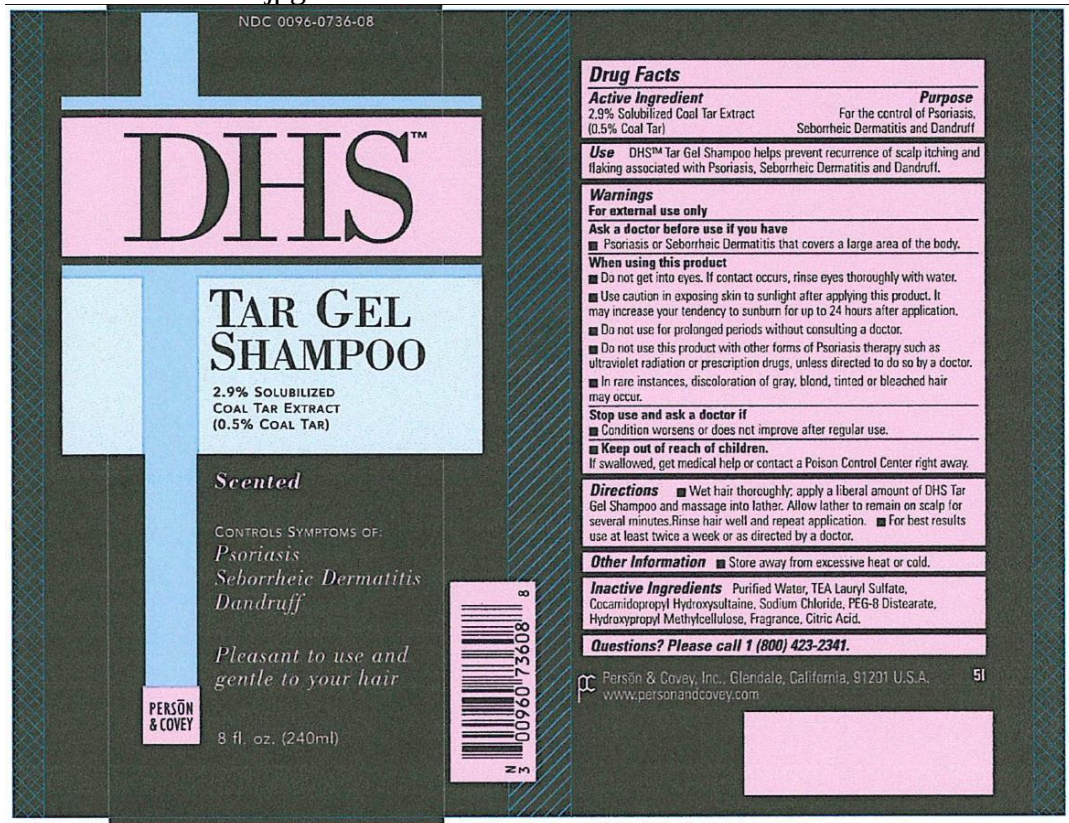 jpg
NDC 0096-0736-08
DHS™
TAR GEL
SHAMPOO
2.9% SOLUBILIZED
COAL TAR EXTRACT
(0.5% COAL TAR)
Scented
CONTROLS SYMPTOMS OF:
Psoriasis
Seborrheic Dermatitis
Dandruff
Pleasant to use and
gentle to your hair
PERSŌN
& COVEY
8 fl. oz. (240ml)
N 3 00960 73608 8
Drug Facts
Active Ingredient Purpose
2.9% Solubilized Coal Tar Extract For the control of Psoriasis,
(0.5% Coal Tar) Seborrheic Dermatitis and Dandruff
Use DHS™ Tar Gel Shampoo helps prevent recurrence of scalp itching and
flaking associated with Psoriasis, Seborrheic Dermatitis and Dandruff.
Warnings
For external use only
Ask a doctor before use if you have
■ Psoriasis or Seborrheic Dermatitis that covers a large area of the body.
When using this product
■ Do not get into eyes. If contact occurs, rinse eyes thoroughly with water.
■ Use caution in exposing skin to sunlight after applying this product. It
may increase your tendency to sunburn for up to 24 hours after application.
■ Do not use for prolonged periods without consulting a doctor.
■ Do not use this product with other forms of Psoriasis therapy such as
ultraviolet radiation or prescription drugs, unless directed to do so by a doctor.
■ In rare instances, discoloration of gray, blond, tinted or bleached hair
may occur.
Stop use and ask a doctor if
■ Condition worsens or does not improve after regular use.
■ Keep out of reach of children.
If swallowed, get medical help or contact a Poison Control Center right away.
Directions ■ Wet hair thoroughly; apply a liberal amount of DHS Tar
Gel Shampoo and massage into lather. Allow lather to remain on scalp for
several minutes.Rinse hair well and repeat application. ■ For best results
use at least twice a week or as directed by a doctor.
Other Information ■ Store away from excessive heat or cold.
Inactive Ingredients Purified Water, TEA Lauryl Sulfate,
Cocamidopropyl Hydroxysultaine, Sodium Chloride, PEG-8 Distearate,
Hydroxypropyl Methylcellulose, Fragrance, Citric Acid.
Questions? Please call 1 (800) 423-2341.
pc Persōn & Covey, Inc., Glendale, California, 91201 U.S.A. 51
www.personandcovey.com